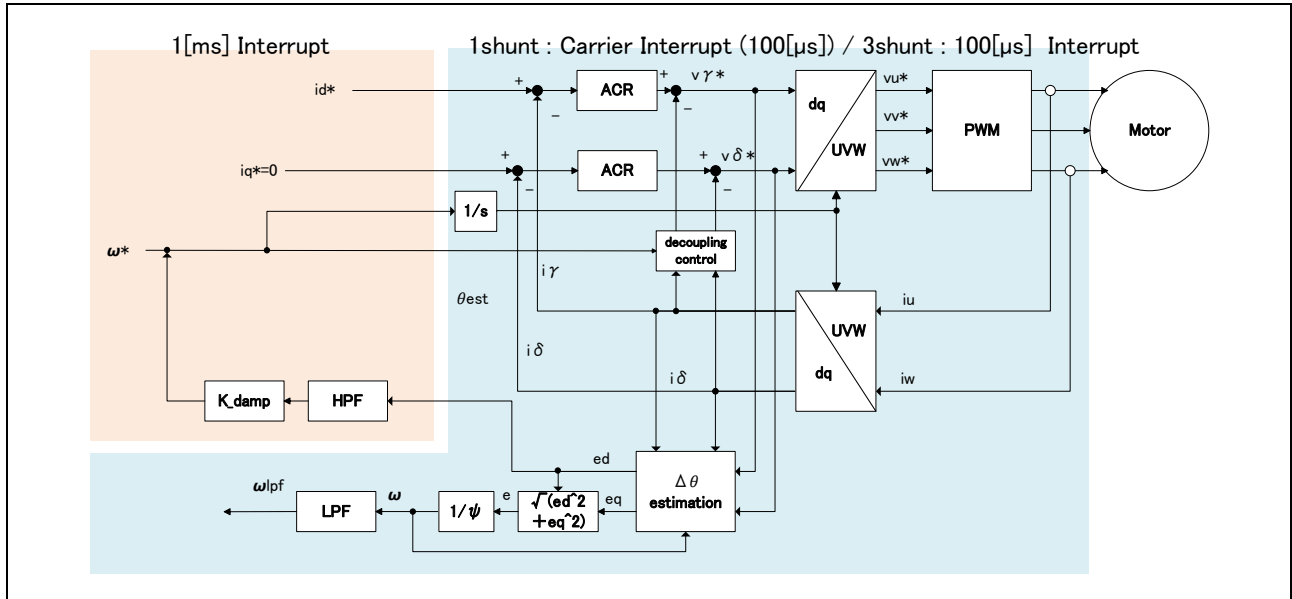 1[ms] Interrupt
1shunt : Carrier Interrupt (100[μs]) / 3shunt : 100[μs] Interrupt
id*
+
−
ACR
+
−
vγ*
dq
UVW
vu*
vv*
vw*
PWM
Motor
iq*=0
+
−
ACR
+
−
vδ*
1/s
ω*
decoupling
control
iγ
θest
UVW
dq
iu
iw
iδ
iδ
K_damp
HPF
ed
Δθ
estimation
ωlpf
LPF
ω
1/ψ
e
√(ed^2
+eq^2)
eq